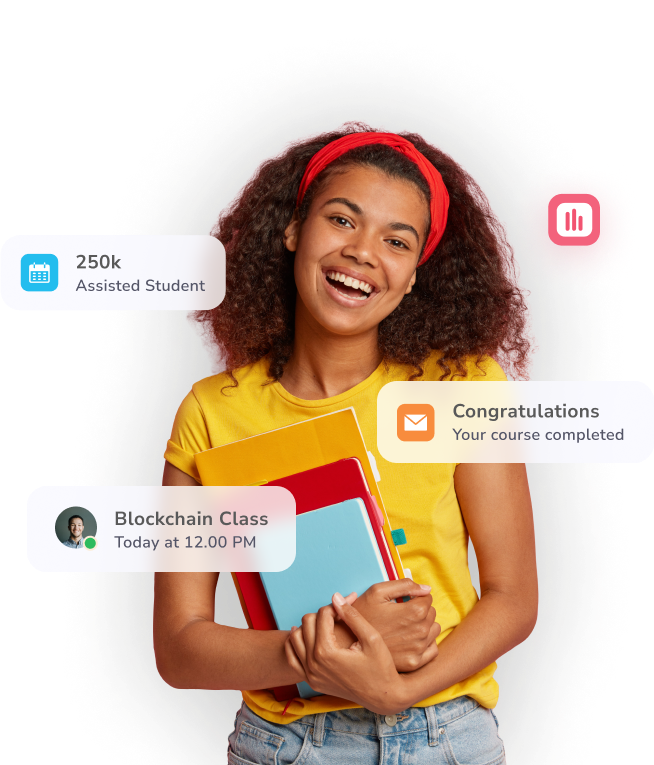 250k
Assisted Student
Congratulations
Your course completed
Blockchain Class
Today at 12.00 PM